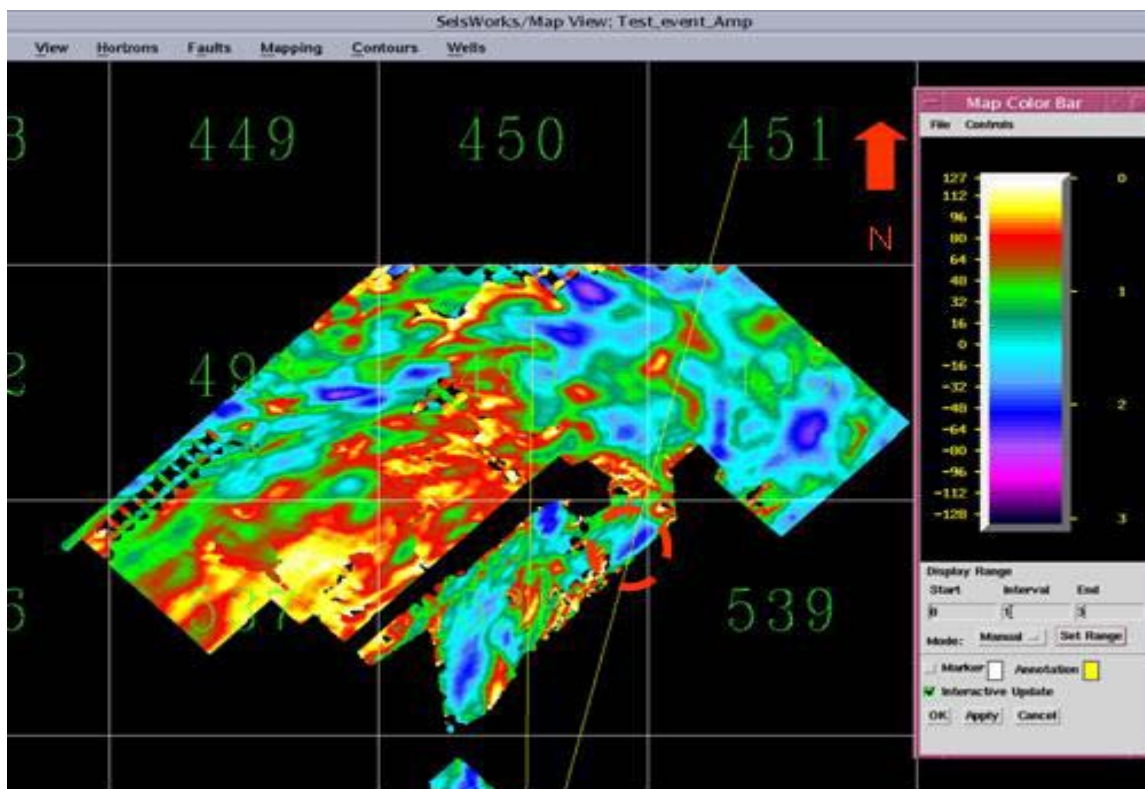 SeisWorks/Map View: Test_event_Amp
View Horizons Faults Mapping Contours Wells
449 450 451
N
539
Map Color Bar
File Controls
127
112
96
80
64
48
32
16
0
-16
-32
-48
-64
-80
-96
-112
-128
0
1
2
3
Display Range
Start Interval End
0 1 3
Mode: Manual Set Range
Marker Annotation
Interactive Update
OK Apply Cancel